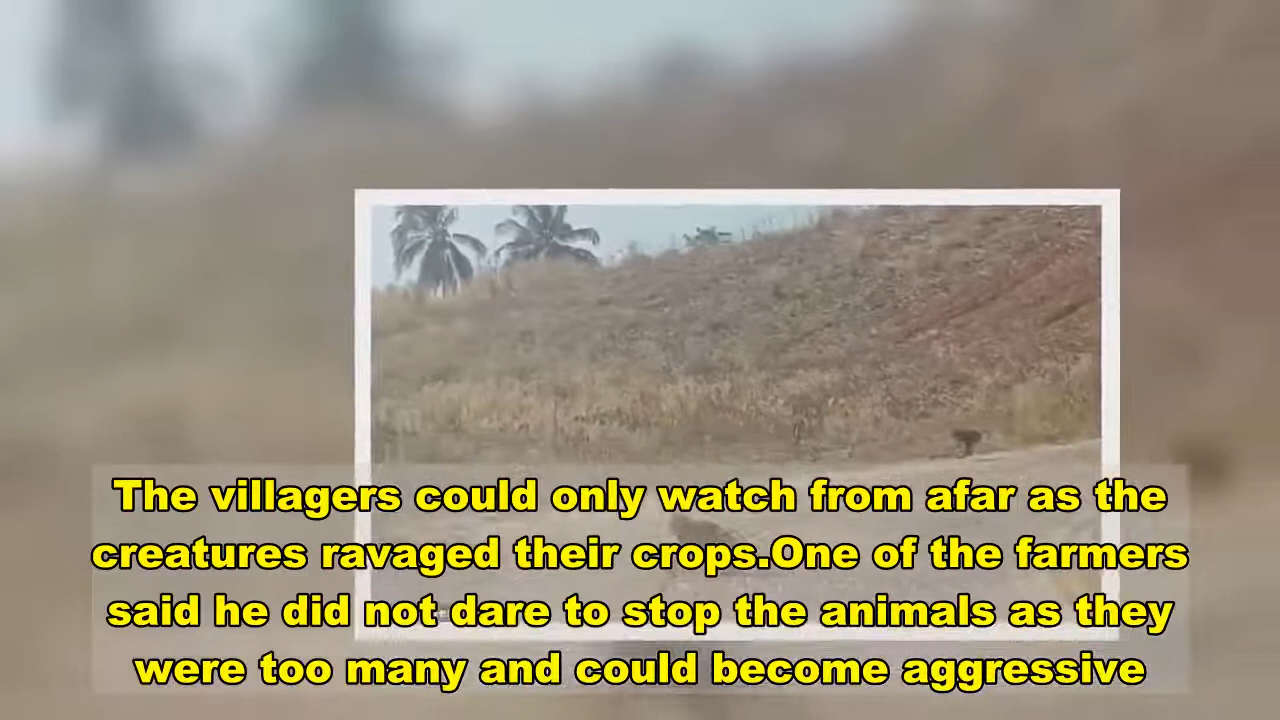 The villagers could only watch from afar as the
creatures ravaged their crops.One of the farmers
said he did not dare to stop the animals as they
were too many and could become aggressive